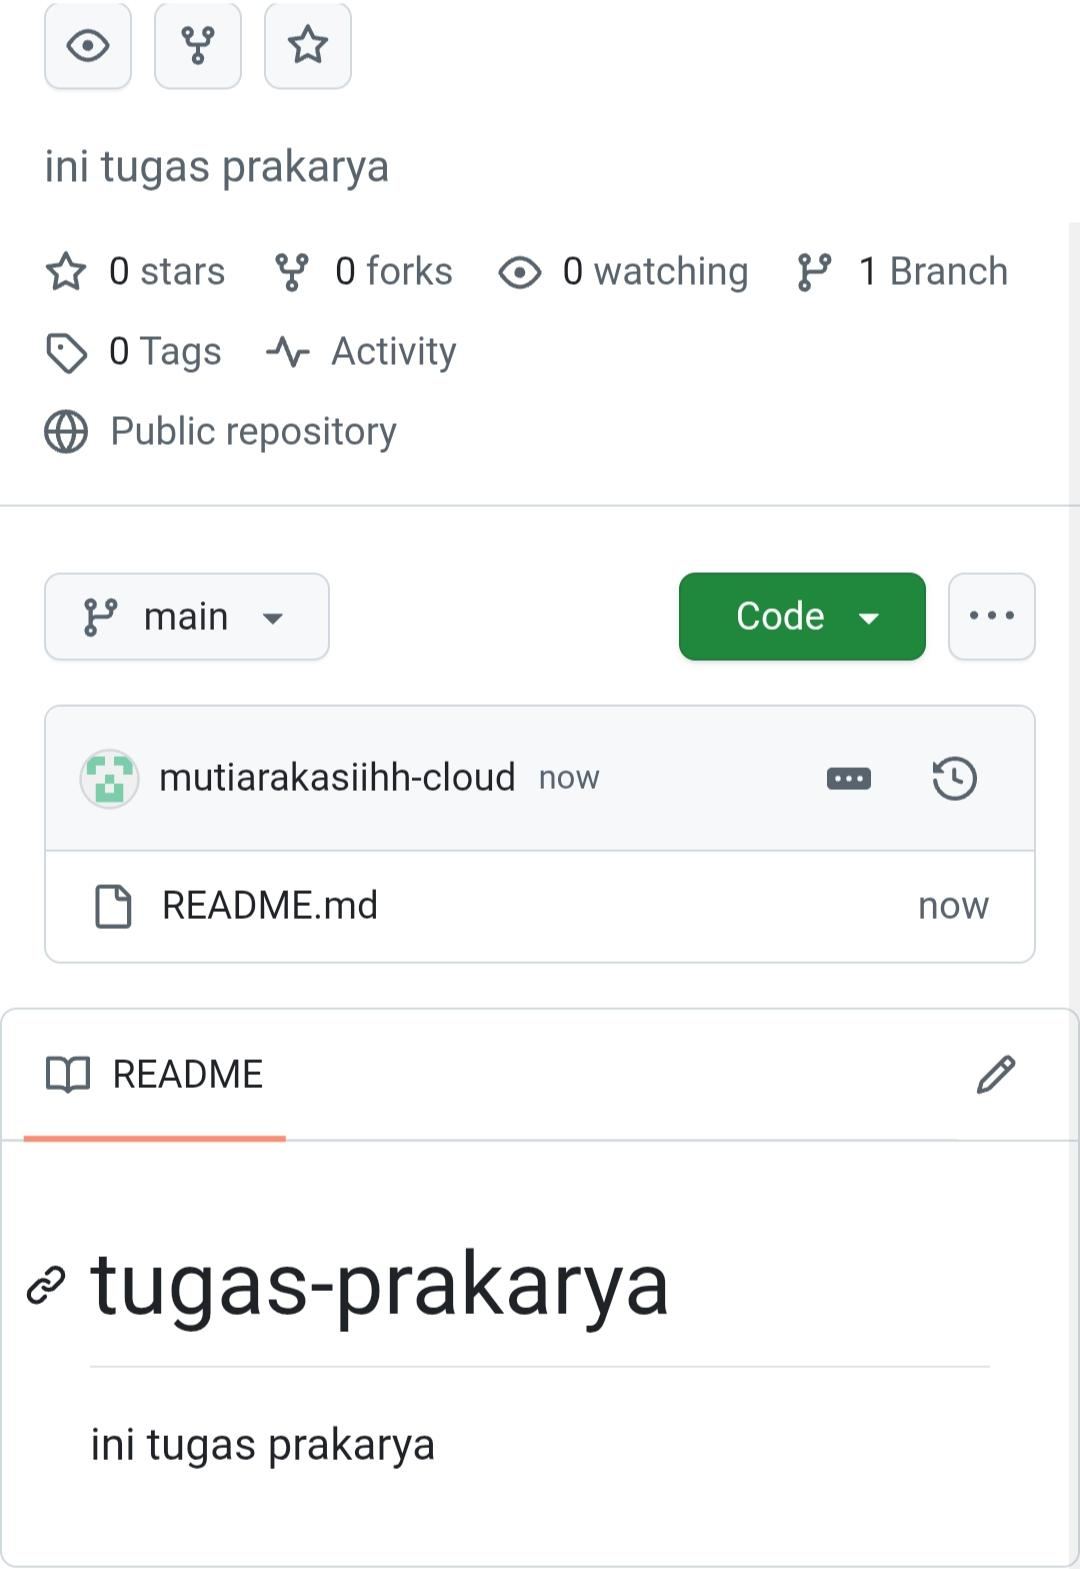 ini tugas prakarya
0 stars 0 forks 0 watching 1 Branch
0 Tags Activity
Public repository
main Code
mutiarakasiihh-cloud now
README.md now
README
tugas-prakarya
ini tugas prakarya